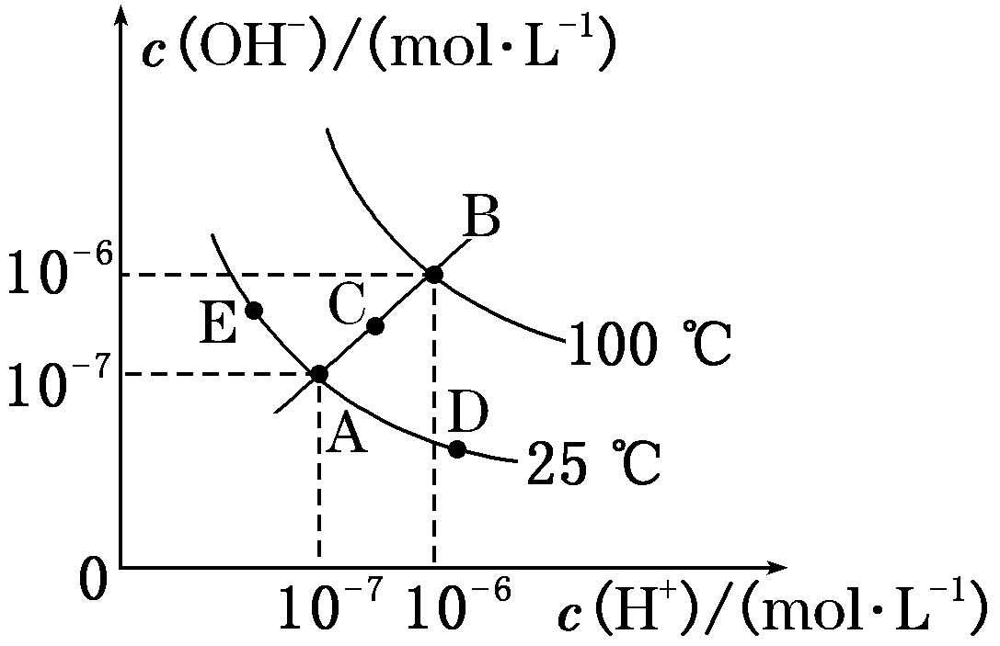 c(OH⁻)/(mol·L⁻¹)
B
10⁻⁶
C
E
100 ℃
10⁻⁷
D
A
25 ℃
0
10⁻⁷ 10⁻⁶ c(H⁺)/(mol·L⁻¹)